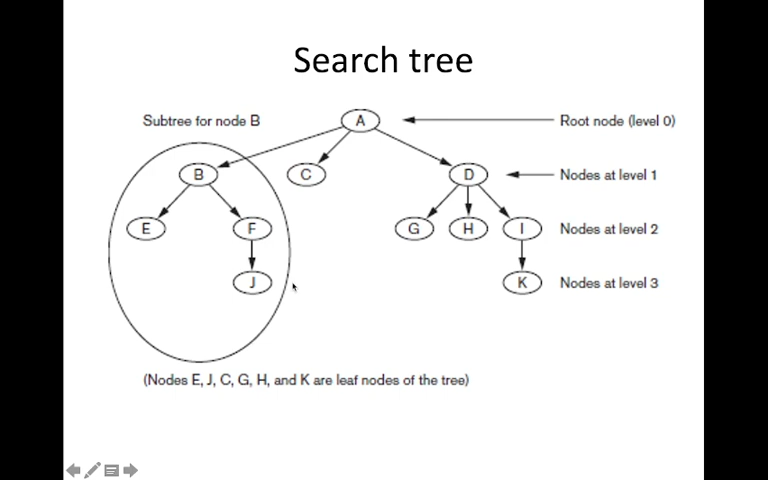 Search tree
Subtree for node B
A
Root node (level 0)
B
C
D
Nodes at level 1
E
F
G
H
I
Nodes at level 2
J
K
Nodes at level 3
(Nodes E, J, C, G, H, and K are leaf nodes of the tree)